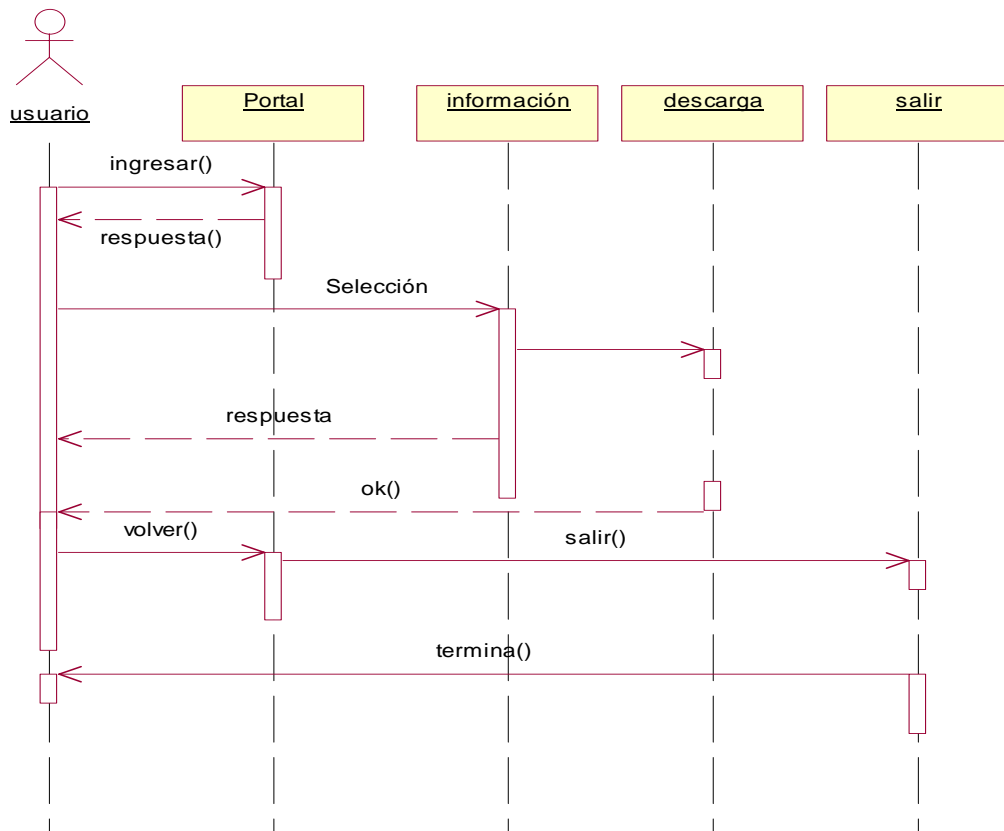 usuario
Portal
información
descarga
salir
ingresar()
respuesta()
Selección
respuesta
ok()
volver()
salir()
termina()